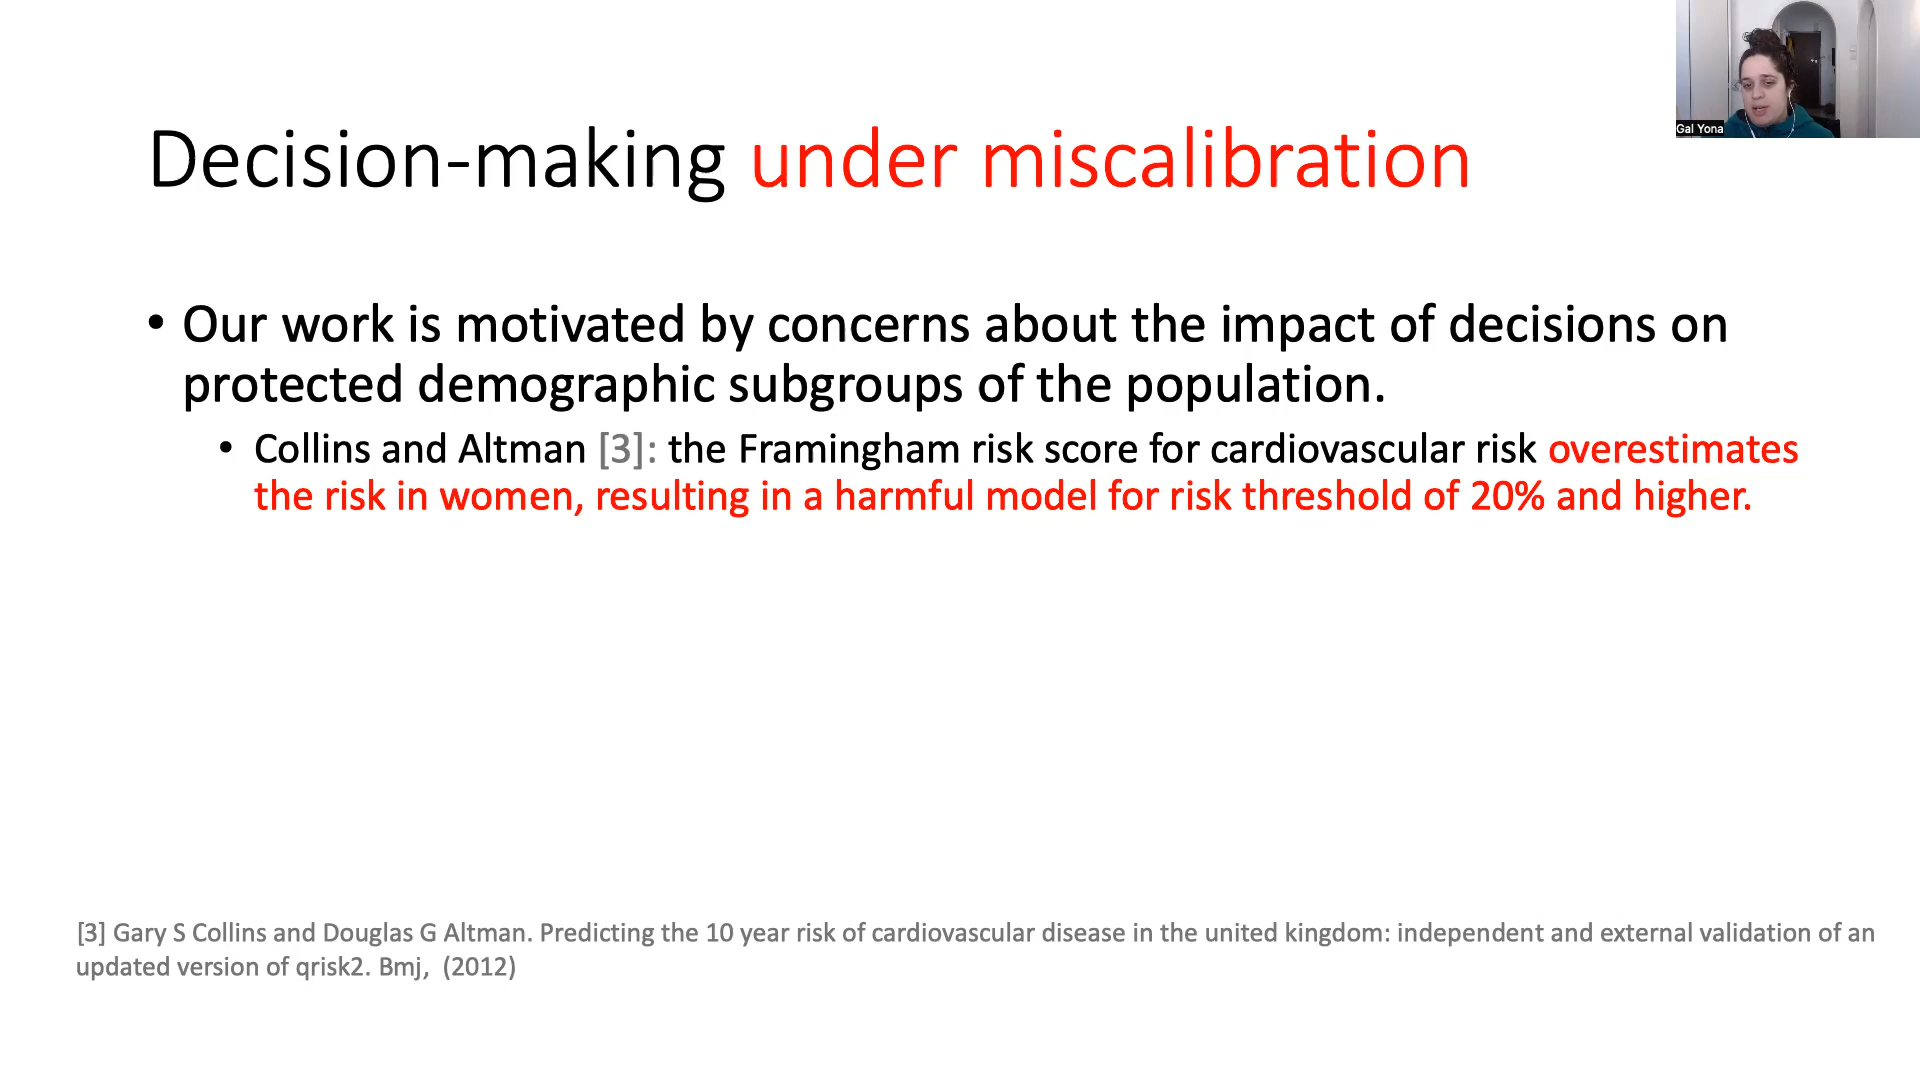 Gal Yona
Decision-making under miscalibration
• Our work is motivated by concerns about the impact of decisions on
protected demographic subgroups of the population.
• Collins and Altman [3]: the Framingham risk score for cardiovascular risk overestimates
the risk in women, resulting in a harmful model for risk threshold of 20% and higher.
[3] Gary S Collins and Douglas G Altman. Predicting the 10 year risk of cardiovascular disease in the united kingdom: independent and external validation of an
updated version of qrisk2. Bmj, (2012)